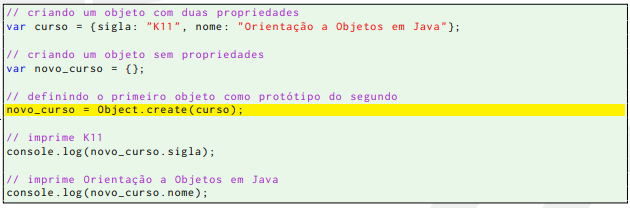 // criando um objeto com duas propriedades
var curso = {sigla: "K11", nome: "Orientação a Objetos em Java"};
// criando um objeto sem propriedades
var novo_curso = {};
// definindo o primeiro objeto como protótipo do segundo
novo_curso = Object.create(curso);
// imprime K11
console.log(novo_curso.sigla);
// imprime Orientação a Objetos em Java
console.log(novo_curso.nome);